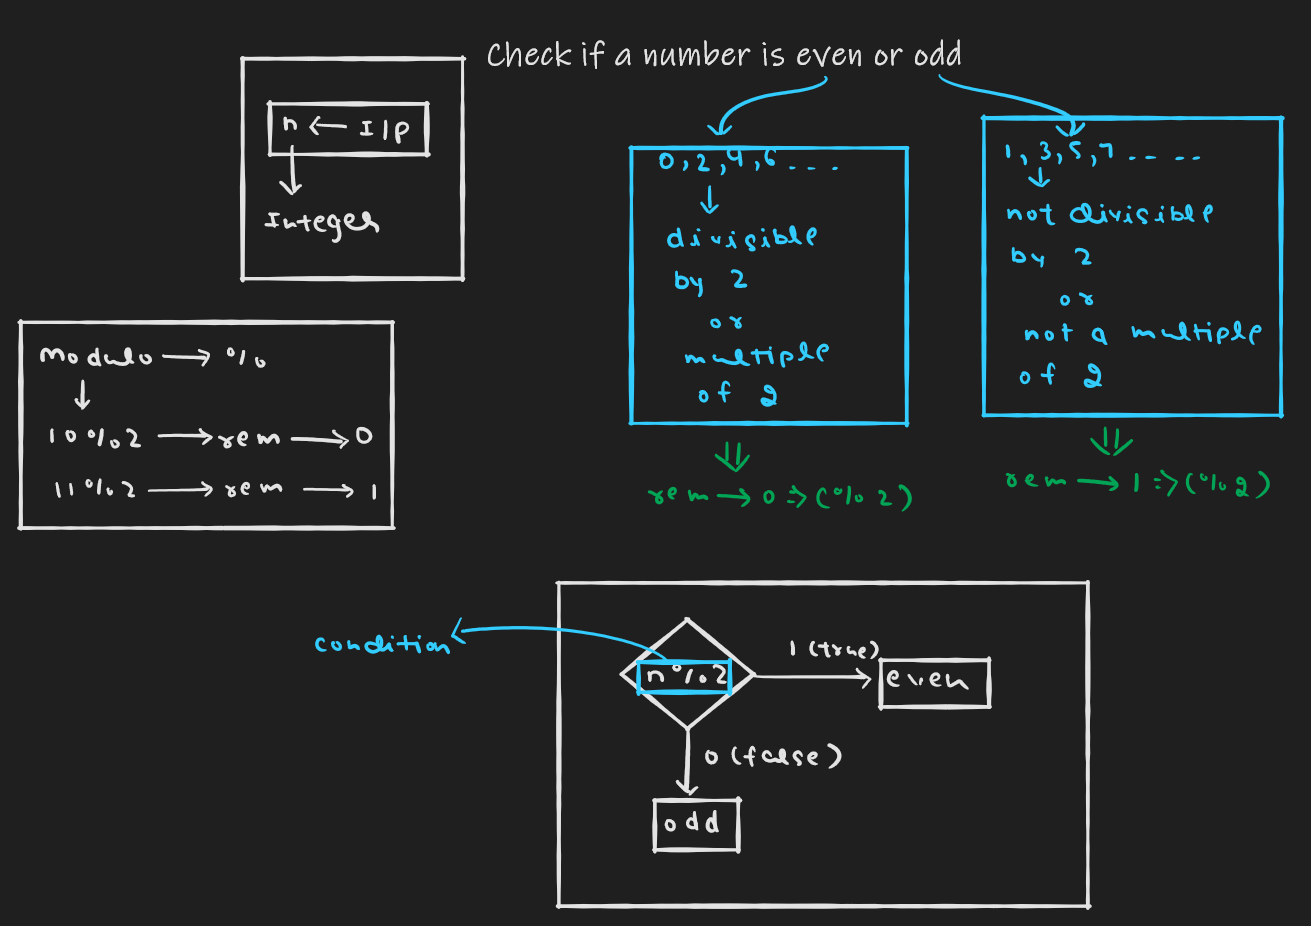 Check if a number is even or odd
n ← I/P
Integer
0, 2, 4, 6 - - -
divisible
by 2
or
multiple
of 2
rem → 0 => (% 2)
1, 3, 5, 7 - - - -
not divisible
by 2
or
not a multiple
of 2
rem → 1 => (% 2)
modulo → %
10 % 2 → rem → 0
11 % 2 → rem → 1
condition
n % 2
1 (true)
even
0 (false)
odd